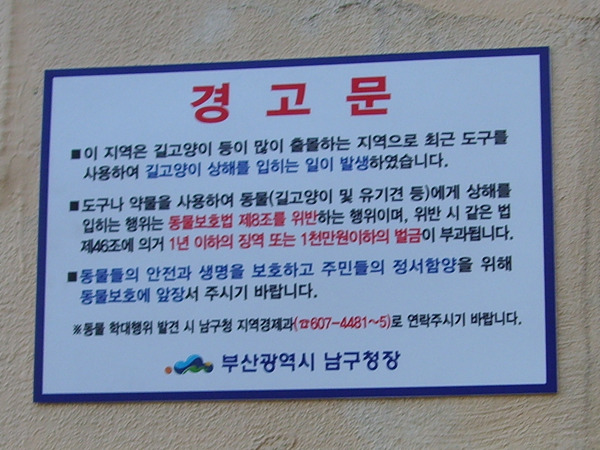 경고문
■이 지역은 길고양이 등이 많이 출몰하는 지역으로 최근 도구를
사용하여 길고양이 상해를 입히는 일이 발생하였습니다.
■도구나 약물을 사용하여 동물(길고양이 및 유기견 등)에게 상해를
입히는 행위는 동물보호법 제8조를 위반하는 행위이며, 위반 시 같은 법
제46조에 의거 1년 이하의 징역 또는 1천만원이하의 벌금이 부과됩니다.
■동물들의 안전과 생명을 보호하고 주민들의 정서함양을 위해
동물보호에 앞장서 주시기 바랍니다.
※동물 학대행위 발견 시 남구청 지역경제과(☎607-4481~5)로 연락주시기 바랍니다.
부산광역시 남구청장